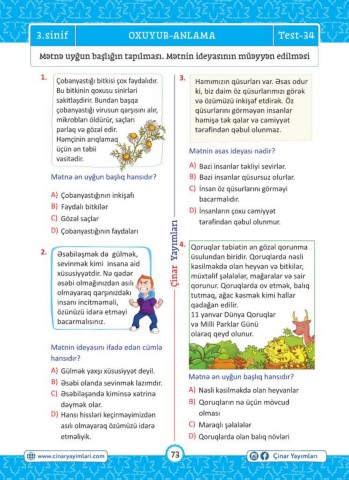 3.sinif
OXUYUB-ANLAMA
Test-34
Mətnə uyğun başlığın tapılması. Mətnin ideyasının müəyyən edilməsi
1.
Çobanyastığı bitkisi çox faydalıdır.
Bu bitkinin qoxusu sinirləri
sakitləşdirir. Bundan başqa
çobanyastığı virusun qarşısını alır,
mikrobları öldürür, saçları
parlaq və gözəl edir.
Həmçinin arıqlamaq
üçün ən təbii
vasitədir.
Mətnə ən uyğun başlıq hansıdır?
A) Çobanyastığının inkişafı
B) Faydalı bitkilər
C) Gözəl saçlar
D) Çobanyastığının faydaları
2.
Əsəbiləşmək də gülmək,
sevinmək kimi insana aid
xüsusiyyətdir. Nə qədər
əsəbi olmağınızdan asılı
olmayaraq qarşınızdakı
insanı incitməməli,
özünüzü idarə etməyi
bacarmalısınız.
Mətnin ideyasını ifadə edən cümlə
hansıdır?
A) Gülmək yaxşı xüsusiyyət deyil.
B) Əsəbi olanda sevinmək lazımdır.
C) Əsəbiləşəndə kiminsə xətrinə
dəymək olar.
D) Hansı hissləri keçirməyimizdən
asılı olmayaraq özümüzü idarə
etməliyik.
Çinar Yayımları
3.
Hamımızın qüsurları var. Əsas odur
ki, biz daim öz qüsurlarımızı görək
və özümüzü inkişaf etdirək. Öz
qüsurlarını görməyən insanlar
həmişə tək qalar və cəmiyyət
tərəfindən qəbul olunmaz.
Mətnin əsas ideyası nədir?
A) Bəzi insanlar təkliyi sevirlər.
B) Bəzi insanlar qüsursuz olurlar.
C) İnsan öz qüsurlarını görməyi
bacarmalıdır.
D) İnsanların çoxu cəmiyyət
tərəfindən qəbul olunmur.
4.
Qoruqlar təbiətin ən gözəl qorunma
üsulundan biridir. Qoruqlarda nəsli
kəsilməkdə olan heyvan və bitkilər,
müxtəlif şəlalələr, mağaralar və sair
qorunur. Qoruqlarda ov etmək, balıq
tutmaq, ağac kəsmək kimi hallar
qadağan edilir.
11 yanvar Dünya Qoruqlar
və Milli Parklar Günü
olaraq qeyd olunur.
Mətnə ən uyğun başlıq hansıdır?
A) Nəsli kəsilməkdə olan heyvanlar
B) Qoruqların nə üçün mövcud
olması
C) Maraqlı şəlalələr
D) Qoruqlarda olan balıq növləri
www.cinaryayimlari.com
73
Çinar Yayımları